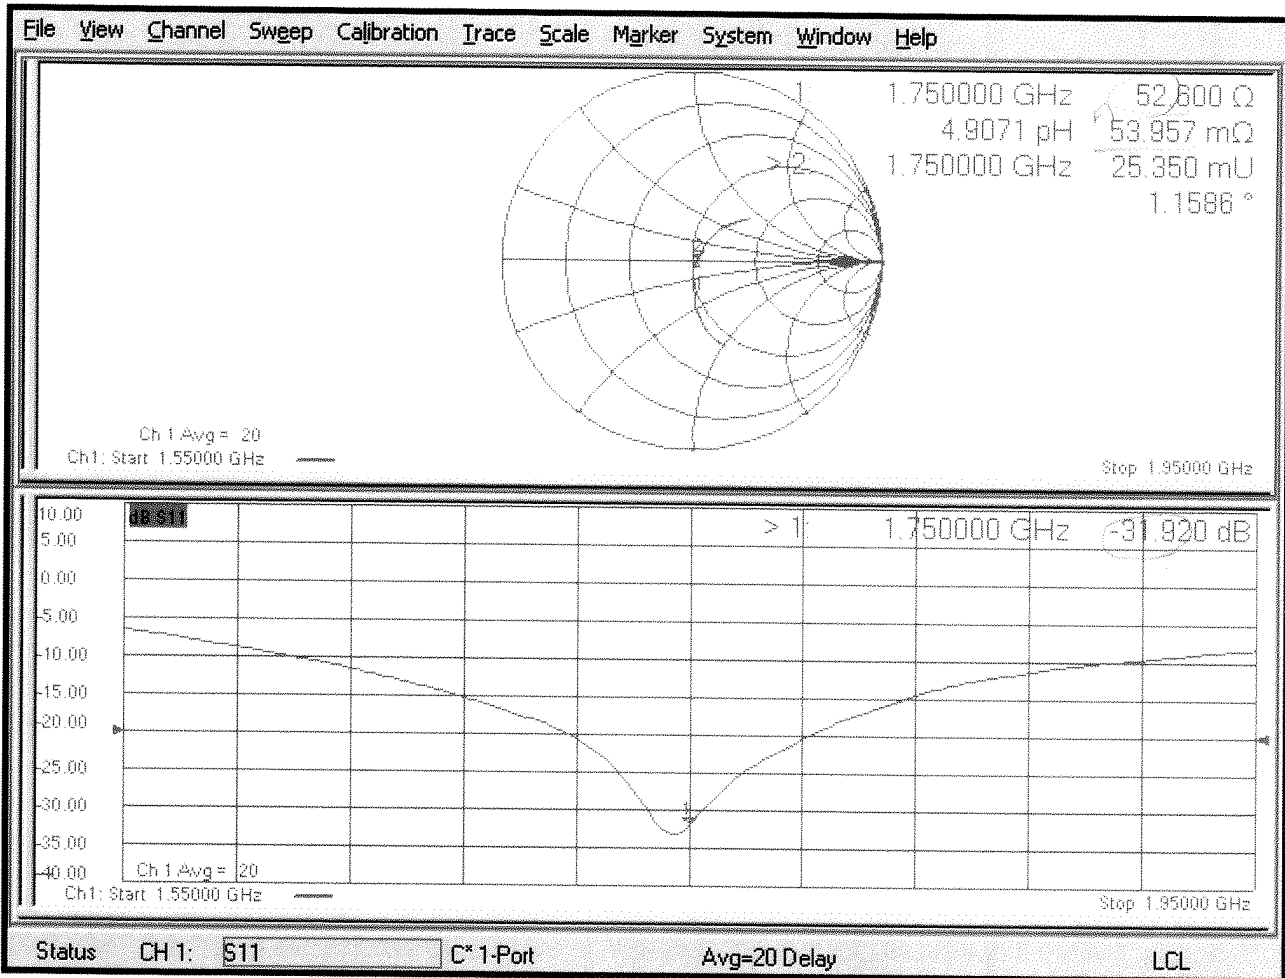 File View Channel Sweep Calibration Trace Scale Marker System Window Help
1: 1.750000 GHz 52.600 Ω
4.9071 pH 53.957 mΩ
> 2: 1.750000 GHz 25.350 mU
1.1586 °
Ch 1 Avg = 20
Ch1: Start 1.55000 GHz
Stop 1.95000 GHz
10.00
dB S11
> 1: 1.750000 GHz -31.920 dB
5.00
0.00
-5.00
-10.00
-15.00
-20.00
-25.00
-30.00
1
-35.00
-40.00
Ch 1 Avg = 20
Ch1: Start 1.55000 GHz
Stop 1.95000 GHz
Status CH 1: S11 C* 1-Port Avg=20 Delay LCL